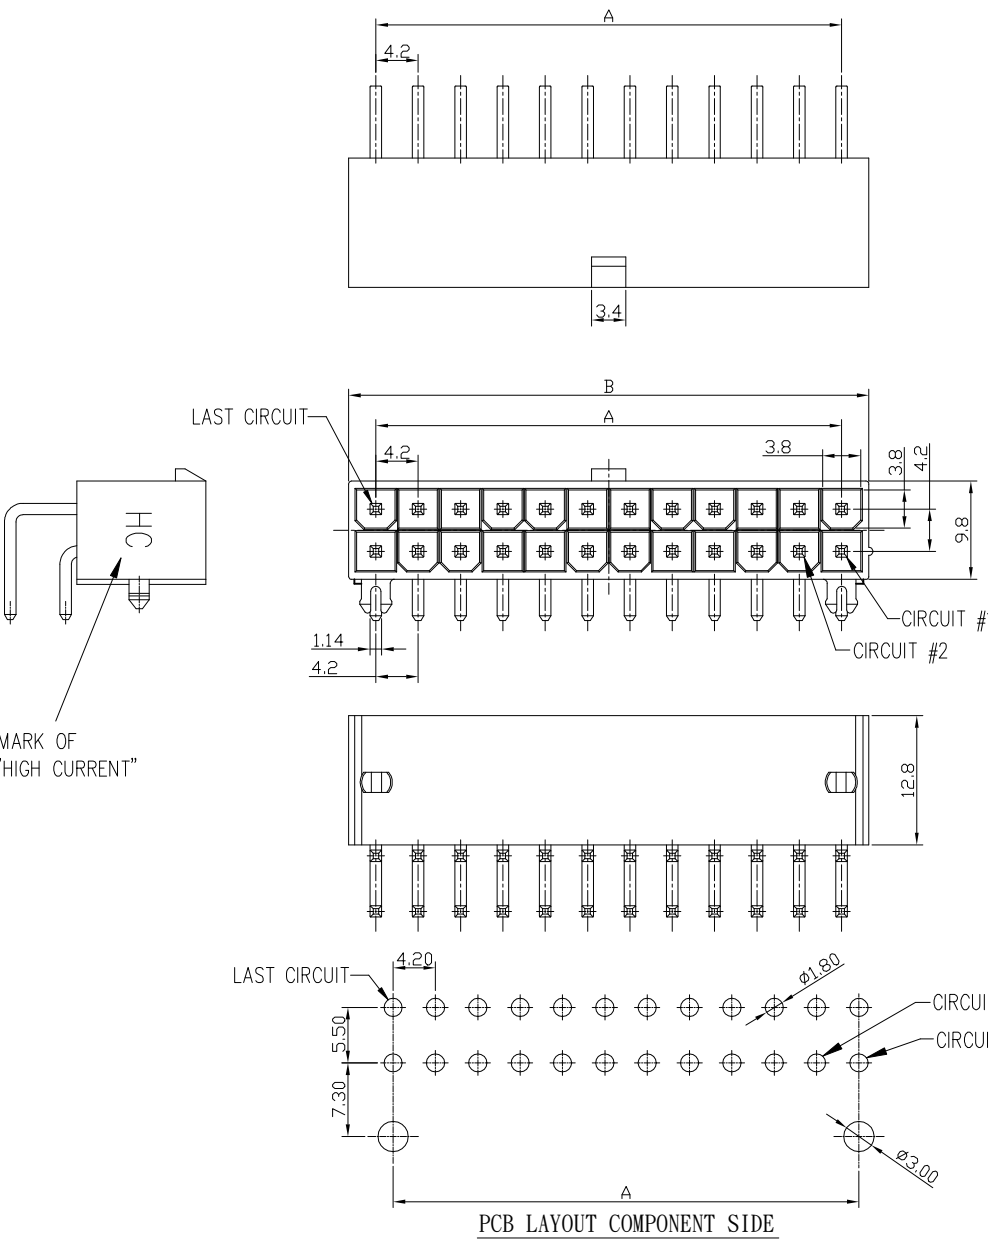 A
4.2
3.4
B
LAST CIRCUIT
A
4.2
3.8
3.8
4.2
9.8
HC
CIRCUIT #
1.14
CIRCUIT #2
4.2
MARK OF
"HIGH CURRENT"
12.8
4.20
Ø1.80
LAST CIRCUIT
CIRCUI
5.50
CIRCUI
7.30
Ø3.00
A
PCB LAYOUT COMPONENT SIDE